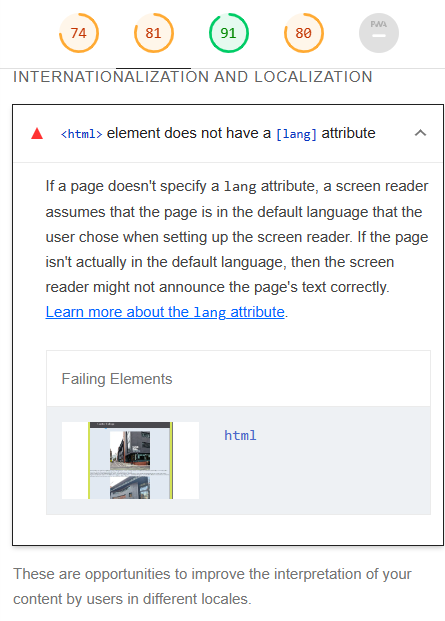 74 81 91 80 PWA
INTERNATIONALIZATION AND LOCALIZATION
<html> element does not have a [lang] attribute
If a page doesn't specify a lang attribute, a screen reader
assumes that the page is in the default language that the
user chose when setting up the screen reader. If the page
isn't actually in the default language, then the screen
reader might not announce the page's text correctly.
Learn more about the lang attribute.
Failing Elements
html
These are opportunities to improve the interpretation of your
content by users in different locales.